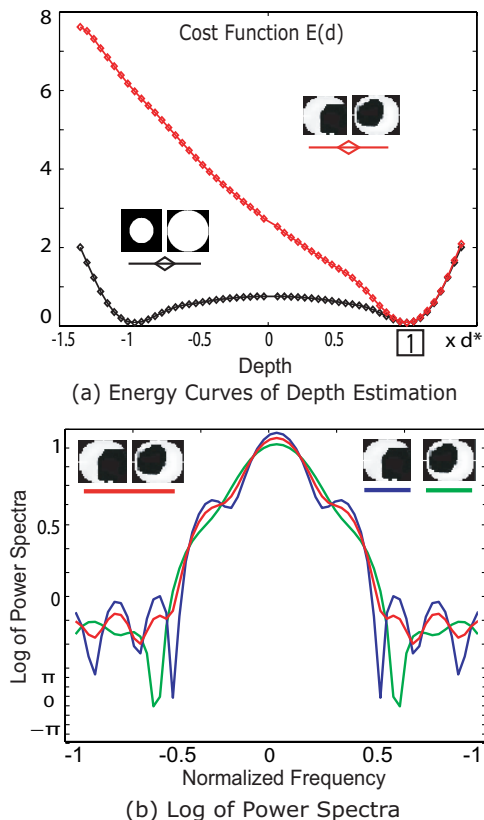 8
Cost Function E(d)
6
4
2
0
-1.5 -1 -0.5 0 0.5 1 x d*
Depth
(a) Energy Curves of Depth Estimation
1
0.5
0
π
0
−π
Log of Power Spectra
-1 -0.5 0 0.5 -1
Normalized Frequency
(b) Log of Power Spectra